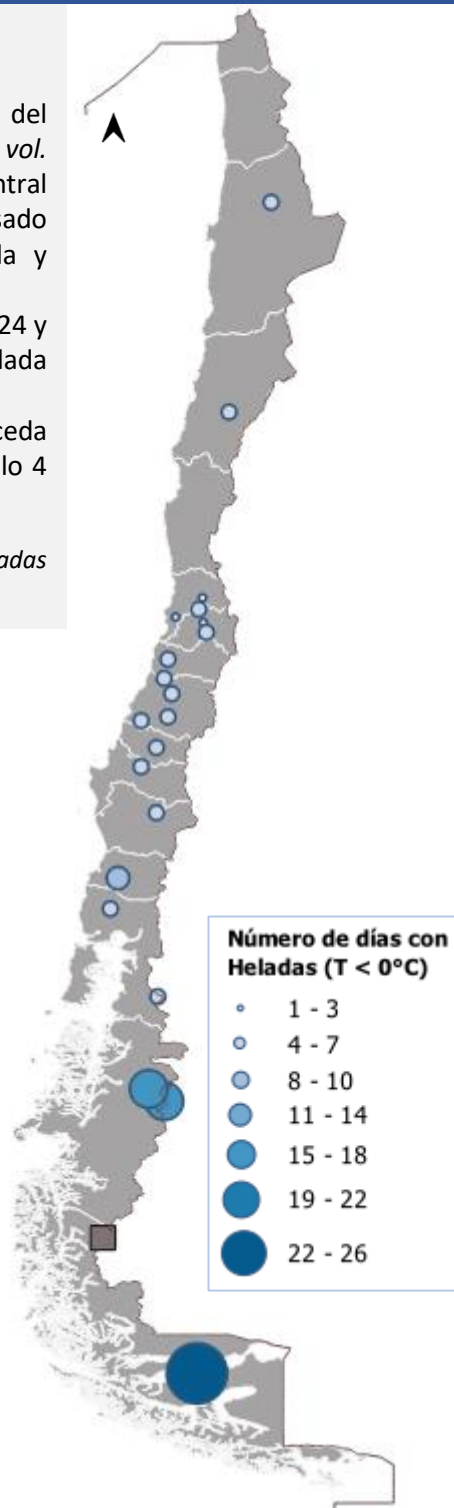 del
vol.
ntral
sado
da y
24 y
lada
ceda
lo 4
adas
Número de días con
Heladas (T < 0°C)
1 - 3
4 - 7
8 - 10
11 - 14
15 - 18
19 - 22
22 - 26